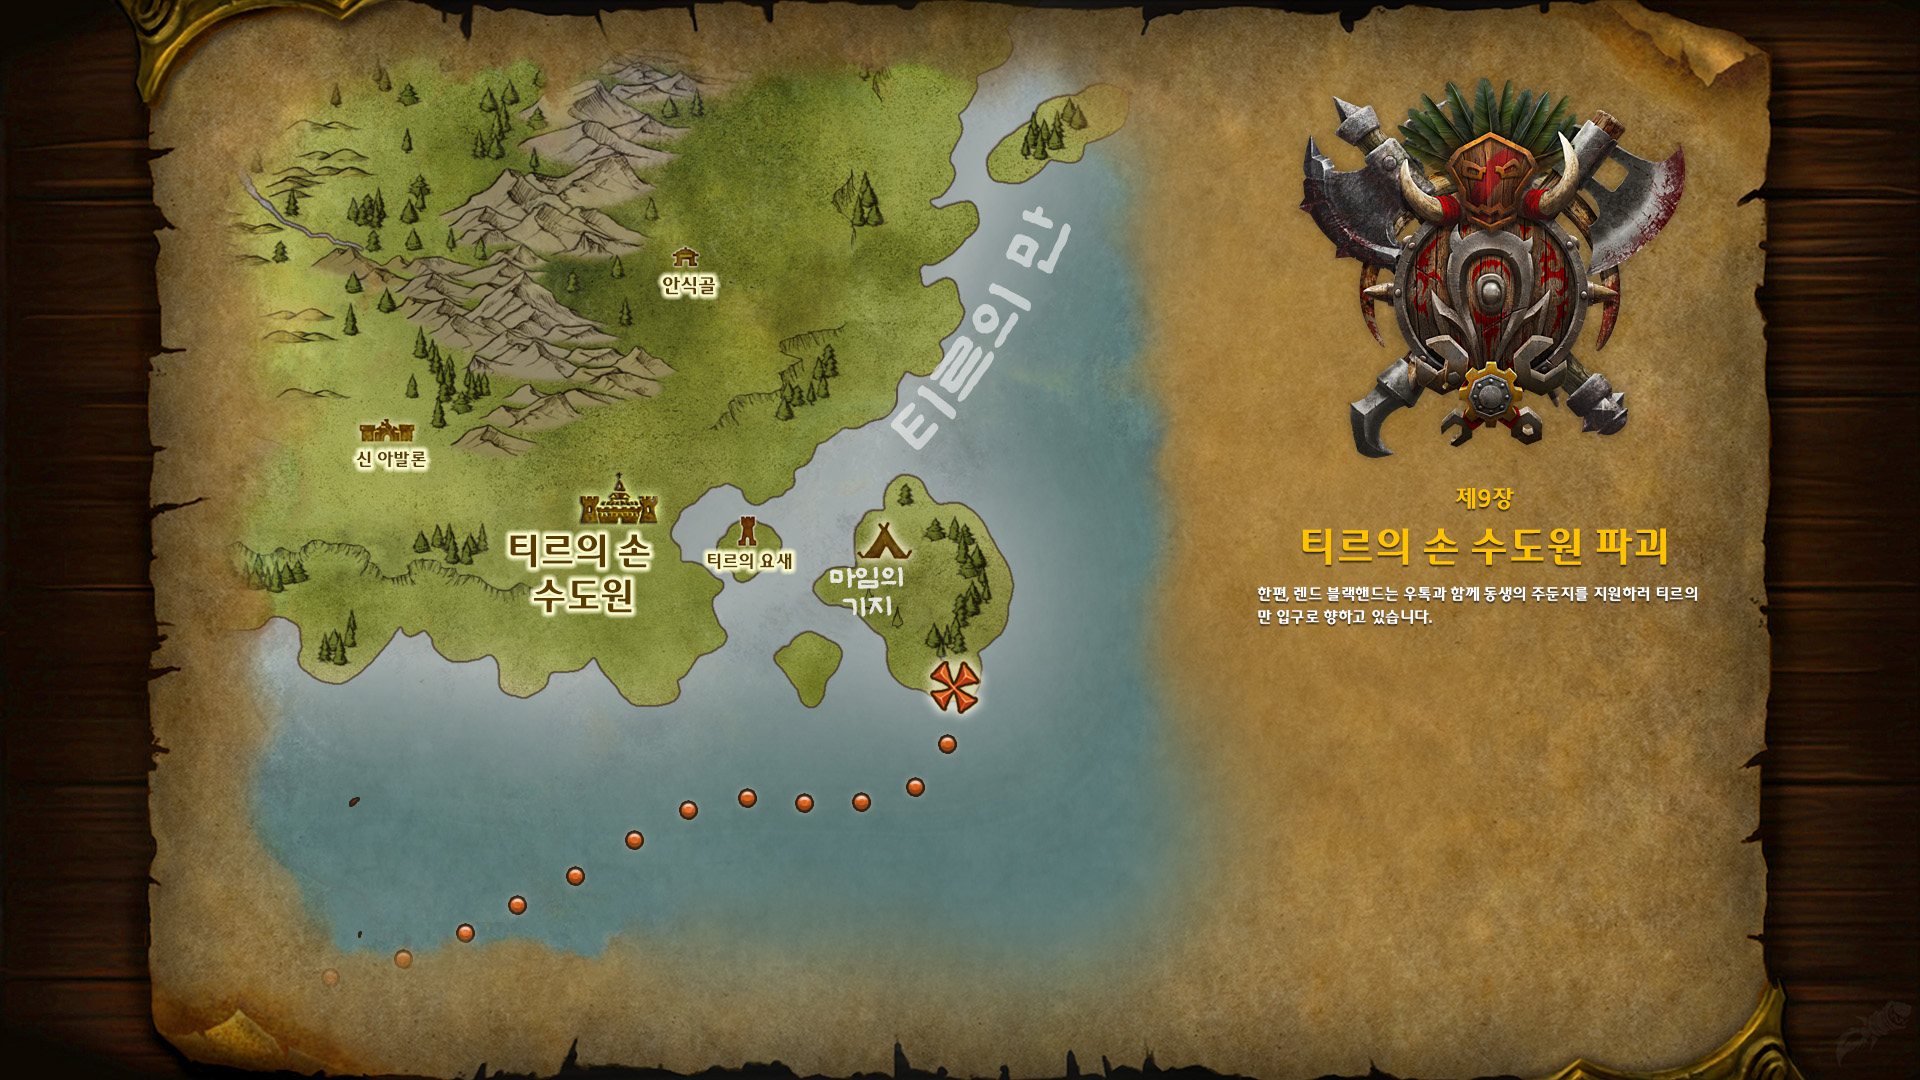 티르의 만
안식골
신 아발론
티르의 손
수도원
티르의 요새
마임의
기지
제9장
티르의 손 수도원 파괴
한편, 렌드 블랙핸드는 우톡과 함께 동생의 주둔지를 지원하러 티르의
만 입구로 향하고 있습니다.